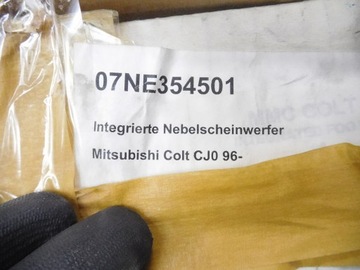 07NE354501
Integrierte Nebelscheinwerfer
Mitsubishi Colt CJ0 96-